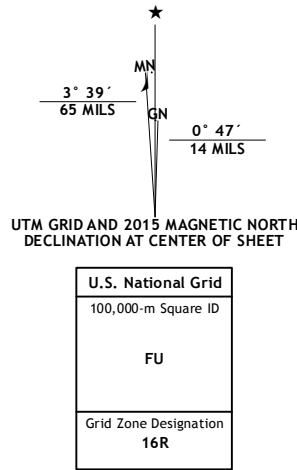 MN
GN
3° 39´
65 MILS
0° 47´
14 MILS
UTM GRID AND 2015 MAGNETIC NORTH
DECLINATION AT CENTER OF SHEET
U.S. National Grid
100,000-m Square ID
FU
Grid Zone Designation
16R